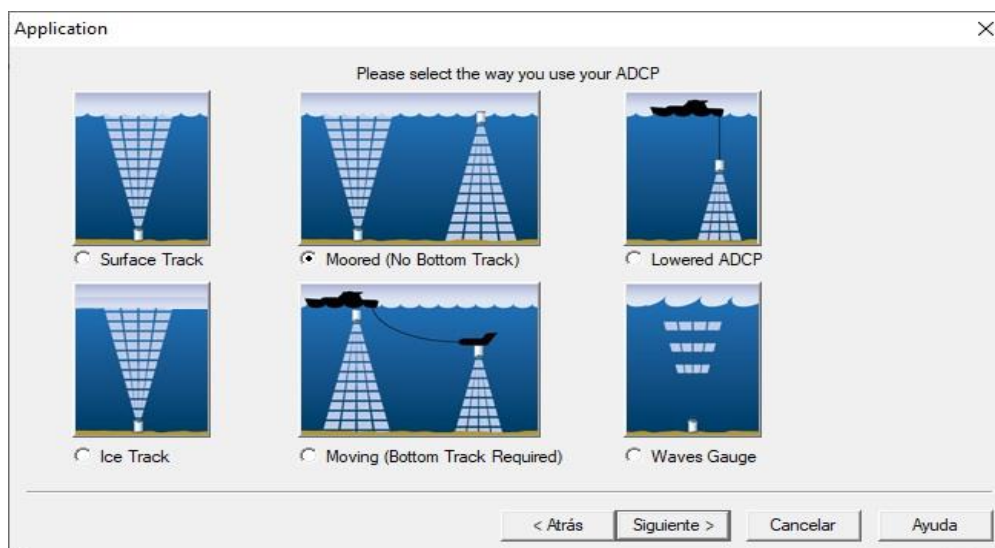 Application
Please select the way you use your ADCP
Surface Track
Moored (No Bottom Track)
Lowered ADCP
Ice Track
Moving (Bottom Track Required)
Waves Gauge
< Atrás
Siguiente >
Cancelar
Ayuda